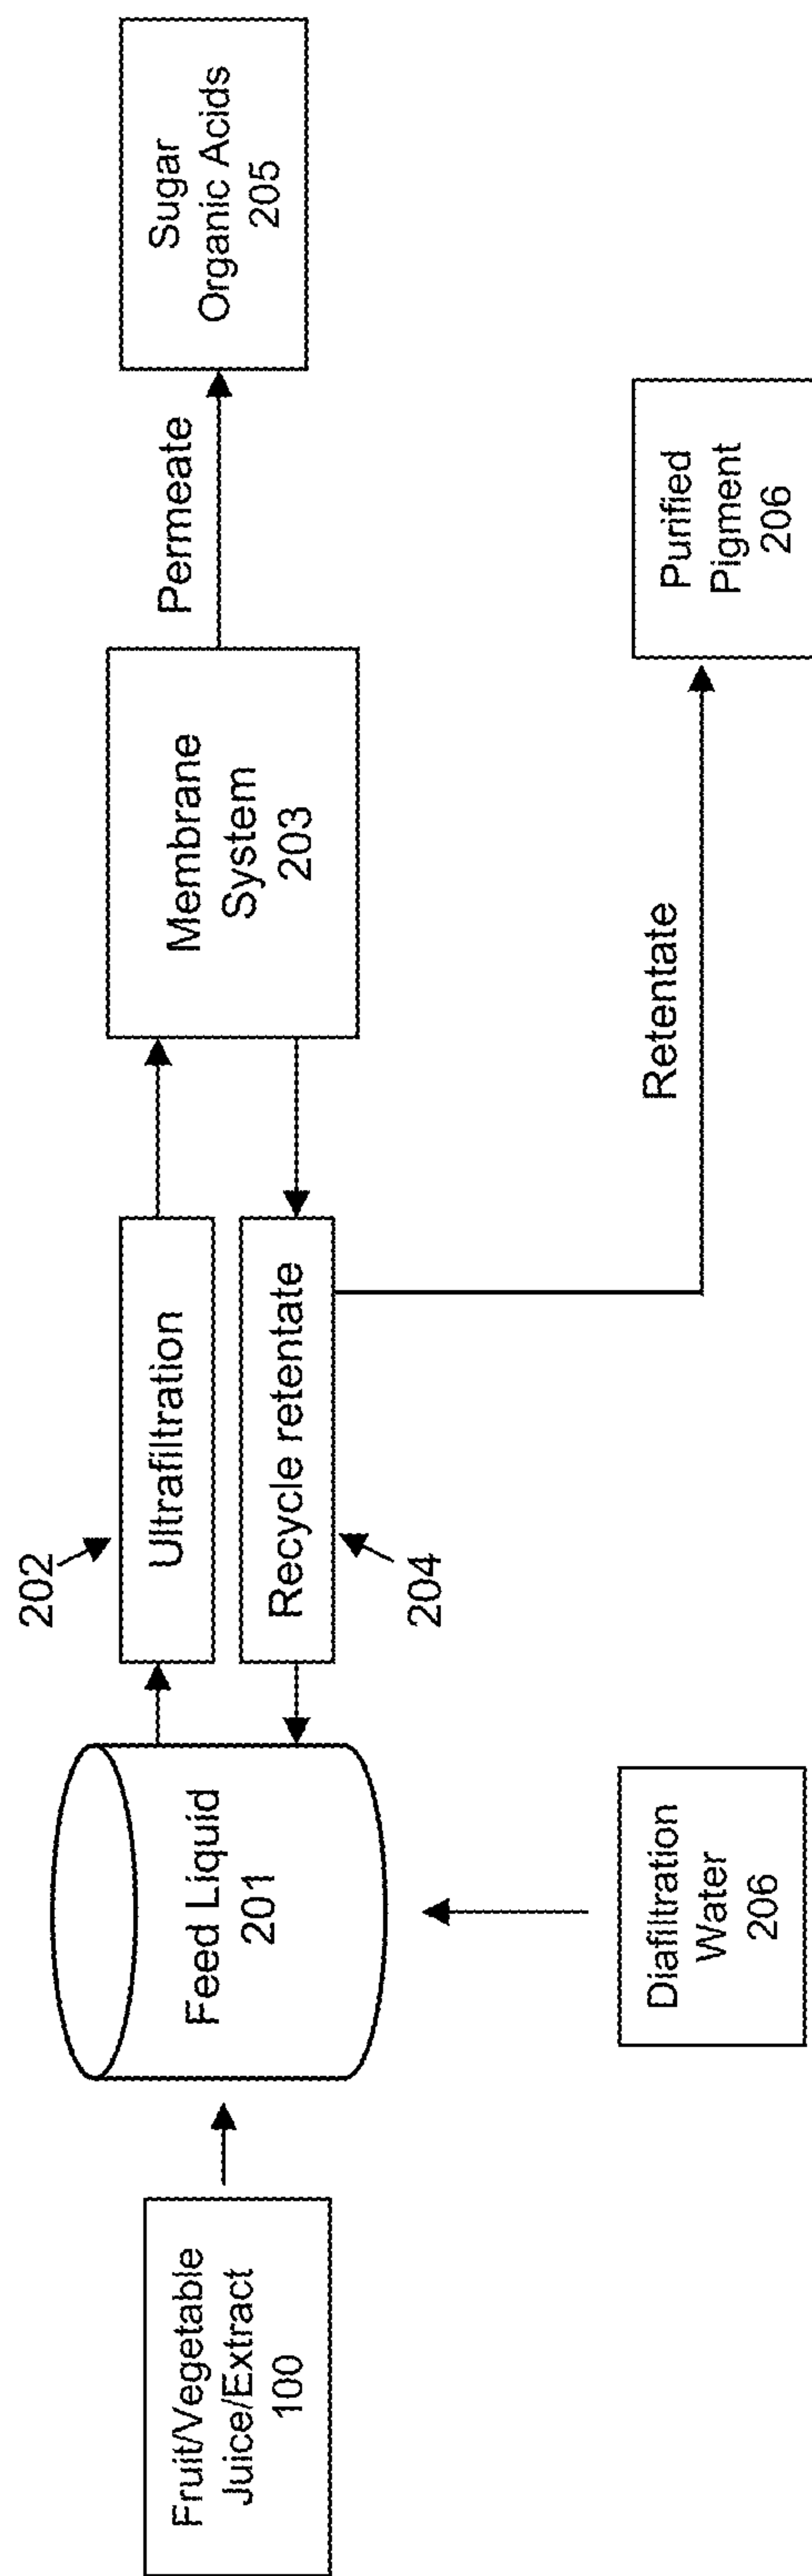 Fruit/Vegetable
Juice/Extract
100
Feed Liquid
201
Diafiltration
Water
206
202
Ultrafiltration
Recycle retentate
204
Membrane
System
203
Permeate
Sugar
Organic Acids
205
Retentate
Purified
Pigment
206